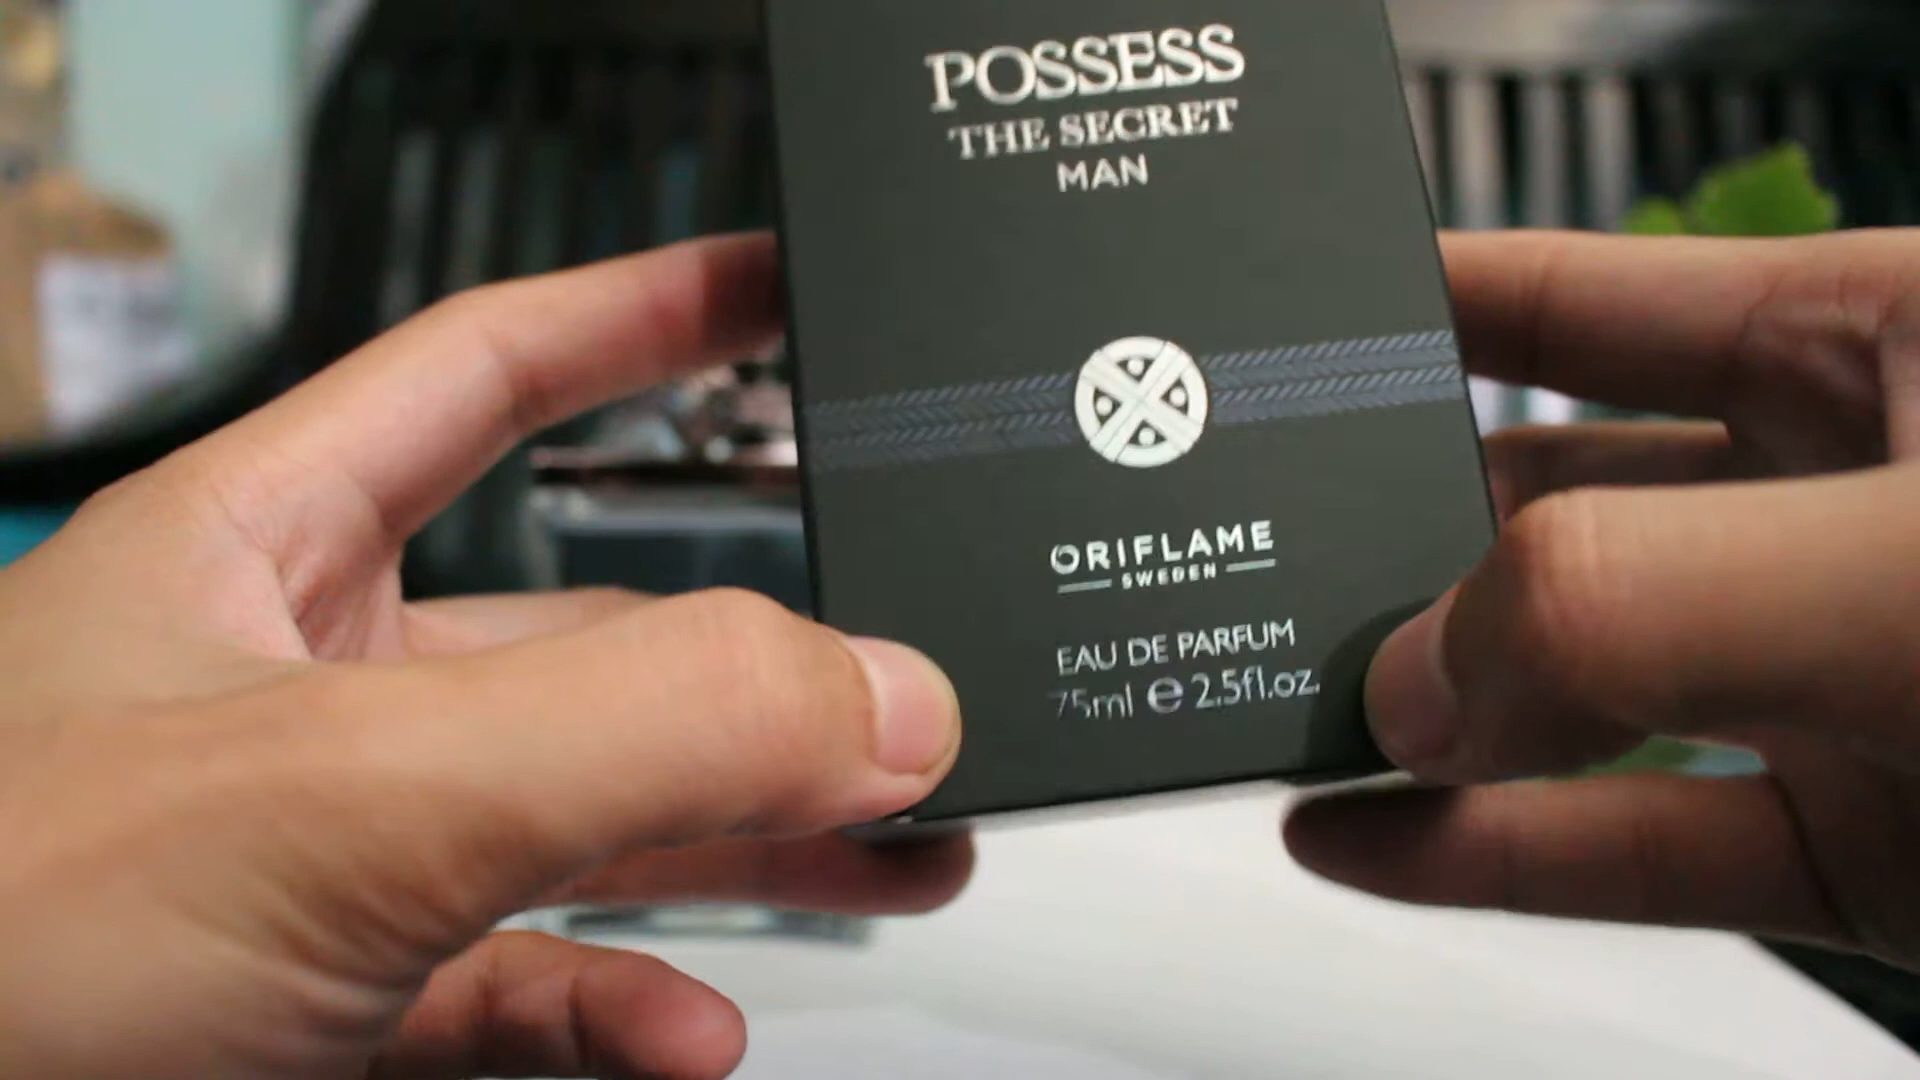 POSSESS
THE SECRET
MAN
ORIFLAME
SWEDEN
EAU DE PARFUM
75ml e 2.5fl.oz.